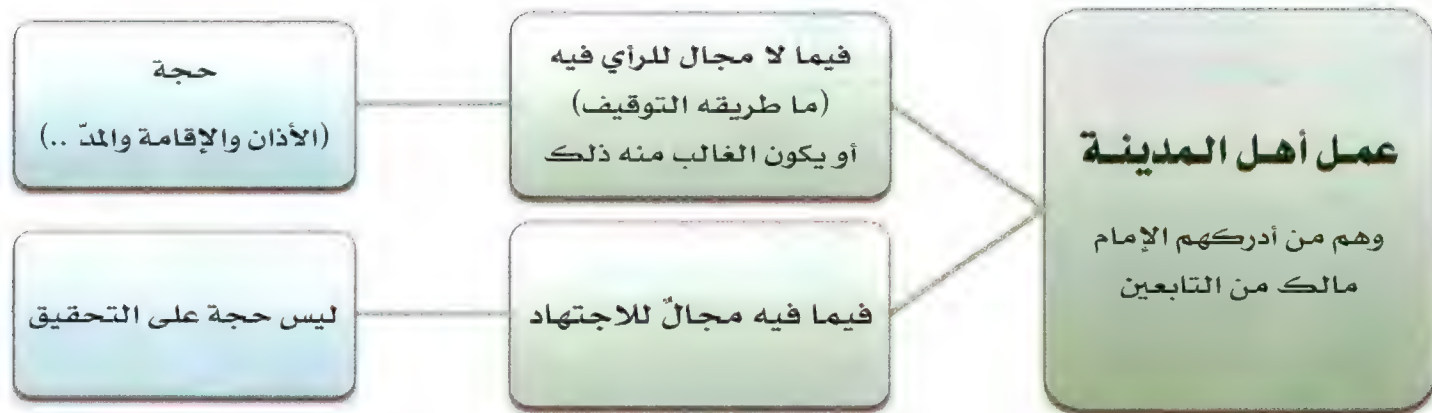 عمل أهل المدينة
وهم من أدركهم الإمام
مالك من التابعين
فيما لا مجال للرأي فيه
(ما طريقه التوقيف)
أو يكون الغالب منه ذلك
حجة
(الأذان والإقامة والمدّ ..)
فيما فيه مجالٌ للاجتهاد
ليس حجة على التحقيق